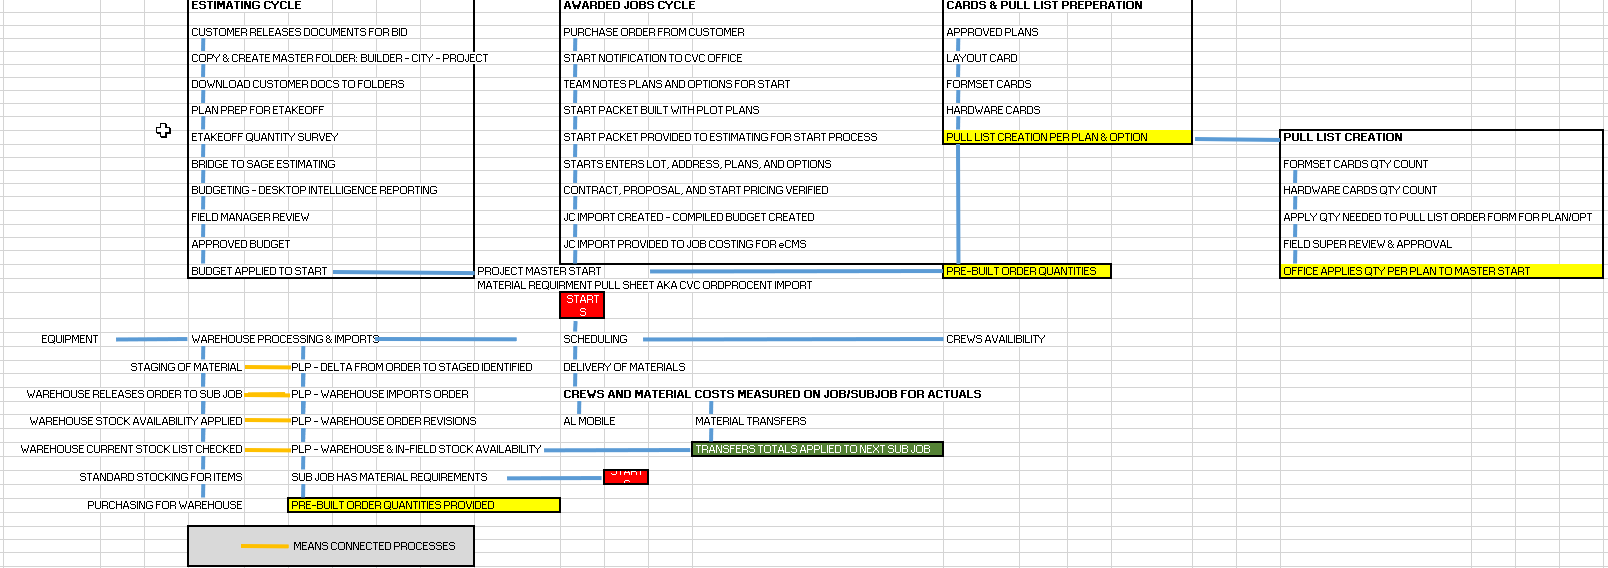 ESTIMATING CYCLE
CUSTOMER RELEASES DOCUMENTS FOR BID
COPY & CREATE MASTER FOLDER: BUILDER - CITY - PROJECT
DOWNLOAD CUSTOMER DOCS TO FOLDERS
PLAN PREP FOR ETAKEOFF
ETAKEOFF QUANTITY SURVEY
BRIDGE TO SAGE ESTIMATING
BUDGETING - DESKTOP INTELLIGENCE REPORTING
FIELD MANAGER REVIEW
APPROVED BUDGET
BUDGET APPLIED TO START
AWARDED JOBS CYCLE
PURCHASE ORDER FROM CUSTOMER
START NOTIFICATION TO CVC OFFICE
TEAM NOTES PLANS AND OPTIONS FOR START
START PACKET BUILT WITH PLOT PLANS
START PACKET PROVIDED TO ESTIMATING FOR START PROCESS
STARTS ENTERS LOT, ADDRESS, PLANS, AND OPTIONS
CONTRACT, PROPOSAL, AND START PRICING VERIFIED
JC IMPORT CREATED - COMPILED BUDGET CREATED
JC IMPORT PROVIDED TO JOB COSTING FOR eCMS
PROJECT MASTER START
MATERIAL REQUIRMENT PULL SHEET AKA CVC ORDPROCENT IMPORT
CARDS & PULL LIST PREPERATION
APPROVED PLANS
LAYOUT CARD
FORMSET CARDS
HARDWARE CARDS
PULL LIST CREATION PER PLAN & OPTION
PRE-BUILT ORDER QUANTITIES
PULL LIST CREATION
FORMSET CARDS QTY COUNT
HARDWARE CARDS QTY COUNT
APPLY QTY NEEDED TO PULL LIST ORDER FORM FOR PLAN/OPT
FIELD SUPER REVIEW & APPROVAL
OFFICE APPLIES QTY PER PLAN TO MASTER START
START
S
EQUIPMENT
WAREHOUSE PROCESSING & IMPORTS
SCHEDULING
CREWS AVAILIBILITY
STAGING OF MATERIAL
PLP - DELTA FROM ORDER TO STAGED IDENTIFIED
DELIVERY OF MATERIALS
WAREHOUSE RELEASES ORDER TO SUB JOB
PLP - WAREHOUSE IMPORTS ORDER
CREWS AND MATERIAL COSTS MEASURED ON JOB/SUBJOB FOR ACTUALS
WAREHOUSE STOCK AVAILABILITY APPLIED
PLP - WAREHOUSE ORDER REVISIONS
AL MOBILE
MATERIAL TRANSFERS
WAREHOUSE CURRENT STOCK LIST CHECKED
PLP - WAREHOUSE & IN-FIELD STOCK AVAILABILITY
TRANSFERS TOTALS APPLIED TO NEXT SUB JOB
STANDARD STOCKING FOR ITEMS
SUB JOB HAS MATERIAL REQUIREMENTS
START
S
PURCHASING FOR WAREHOUSE
PRE-BUILT ORDER QUANTITIES PROVIDED
MEANS CONNECTED PROCESSES